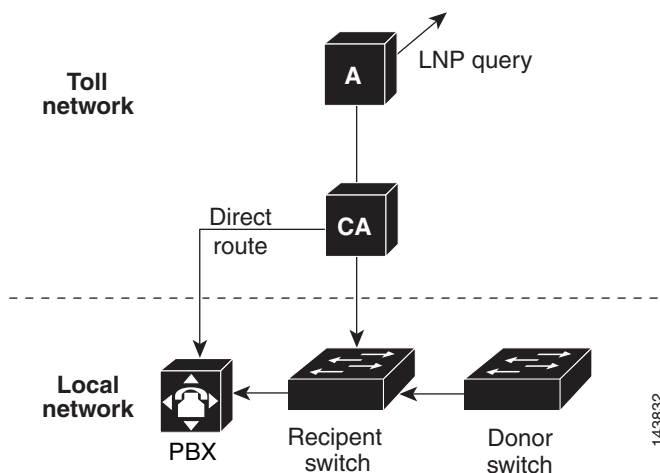 A
LNP query
Toll
network
CA
Direct
route
Local
network
PBX
Recipent
switch
Donor
switch
143832